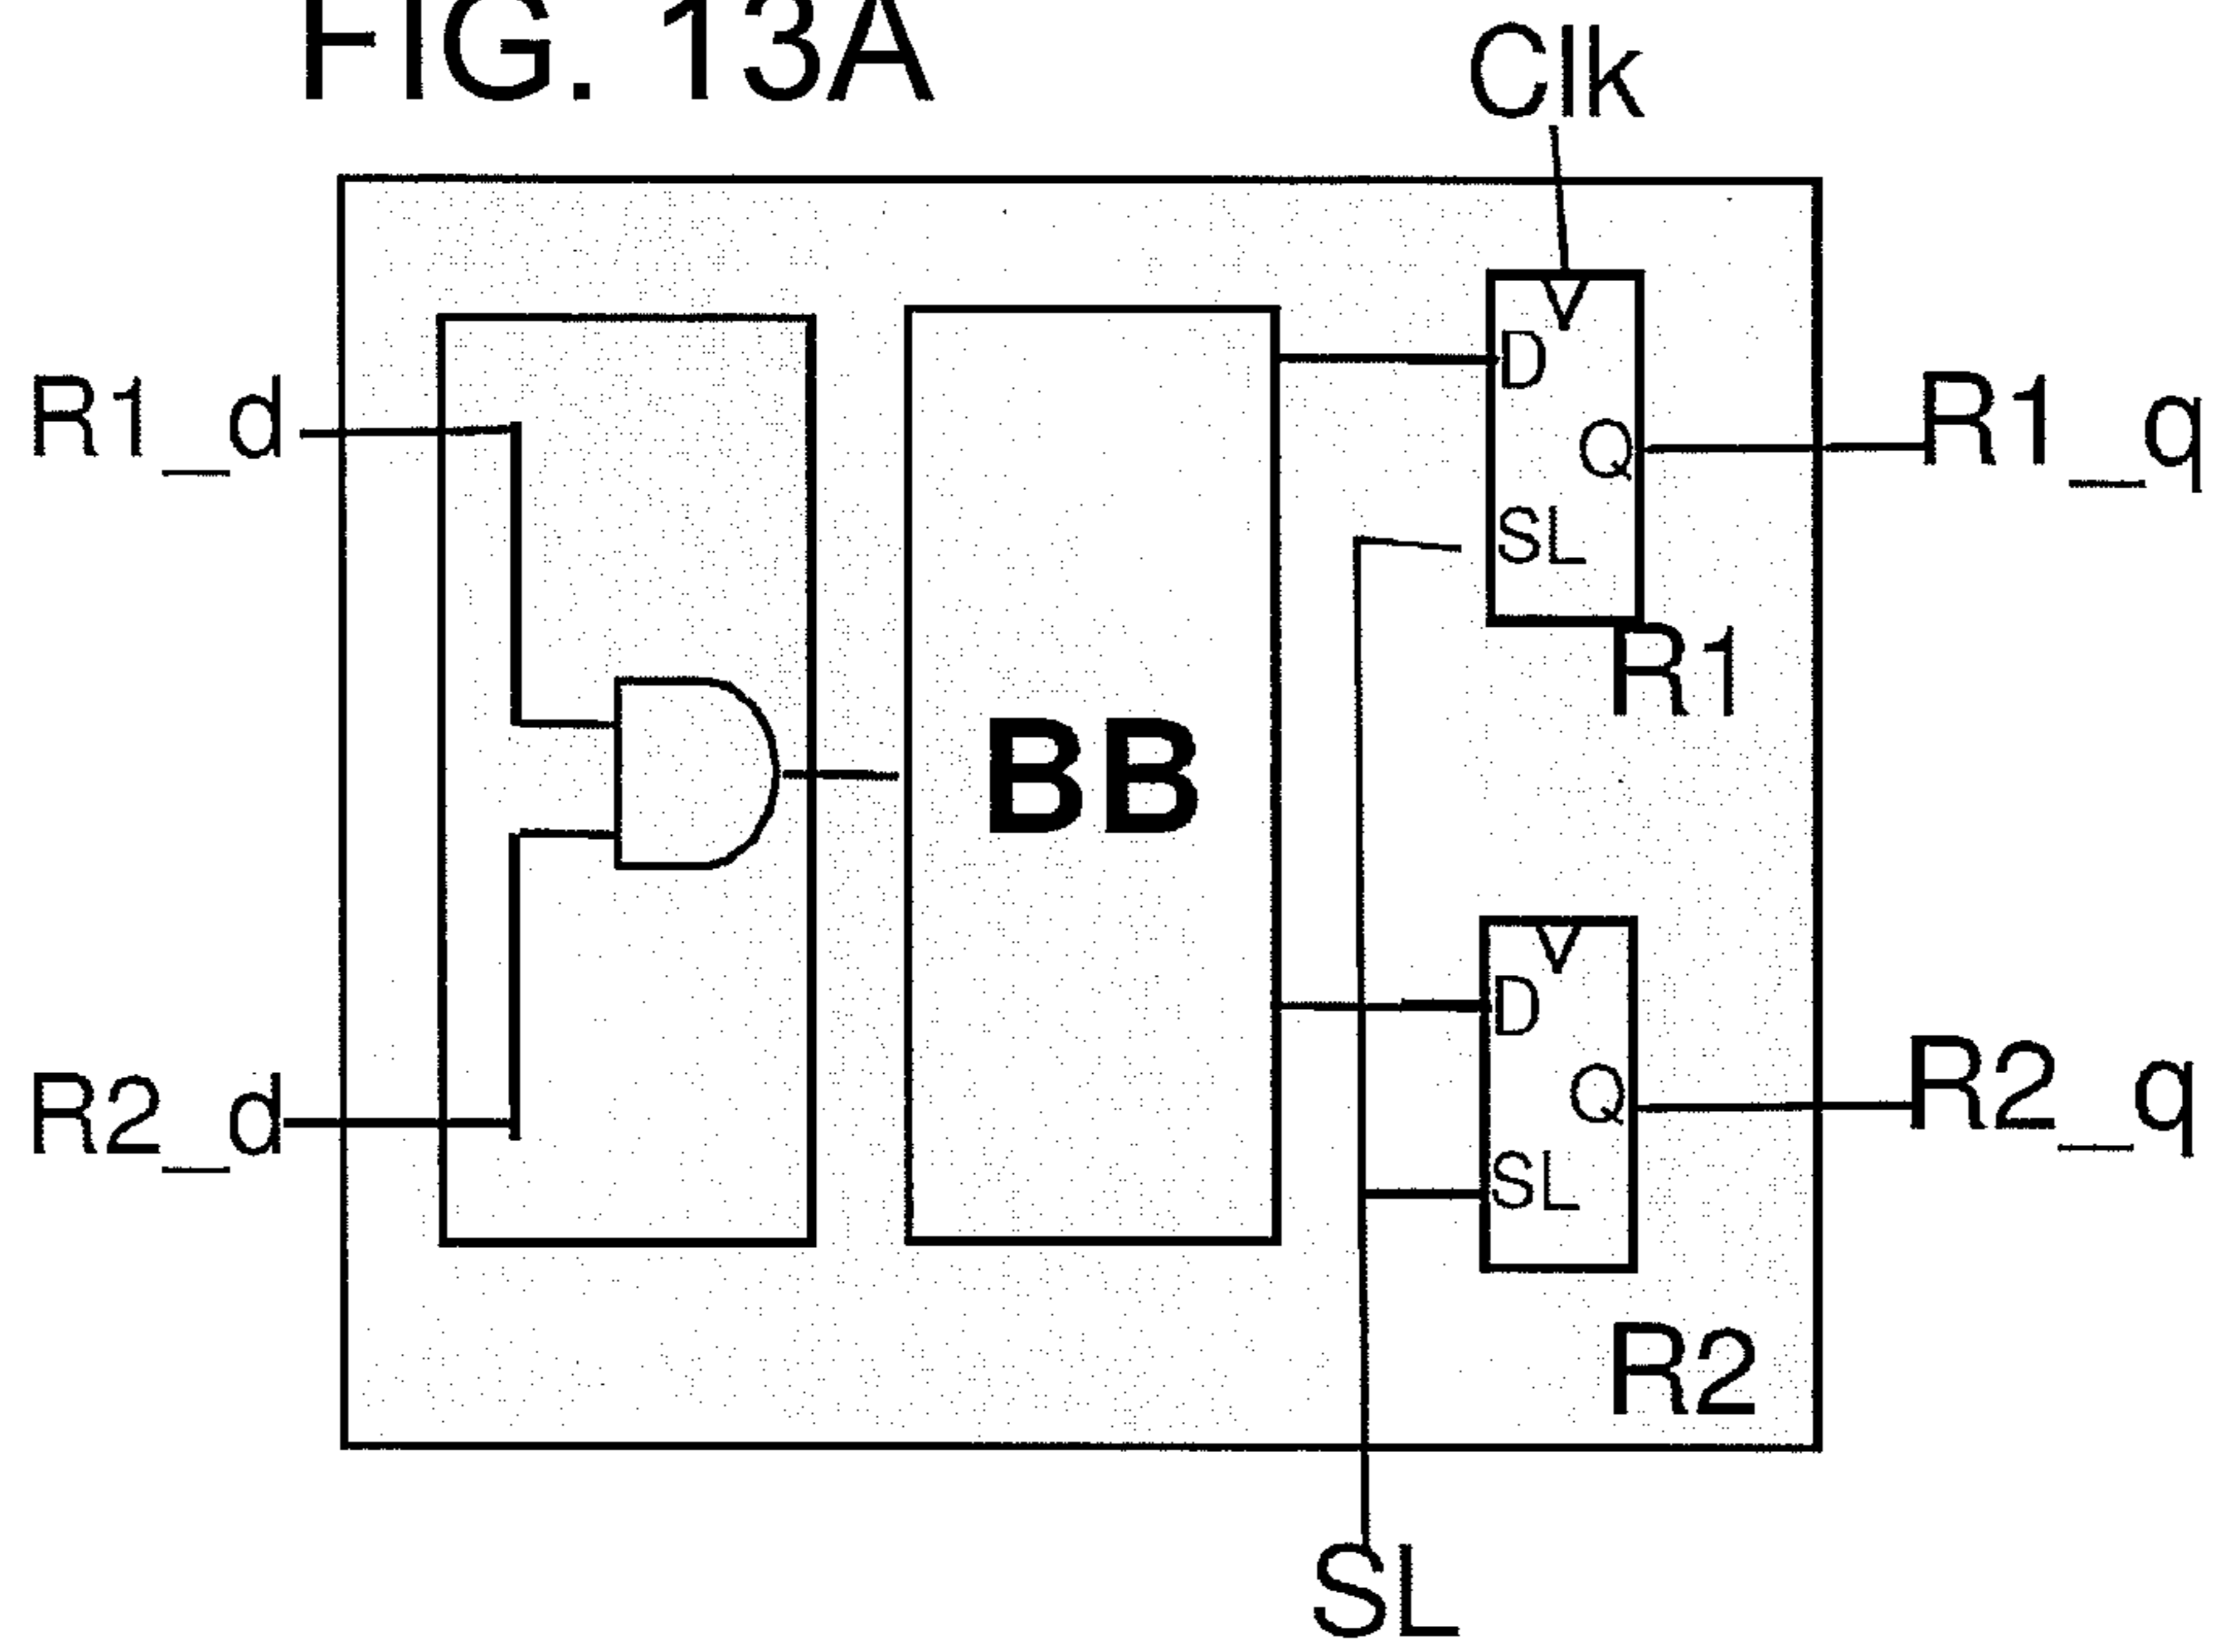 FIG. 13A
Clk
R1_d
D
Q
R1_q
SL
R1
BB
D
Q
R2_q
R2_d
SL
R2
SL